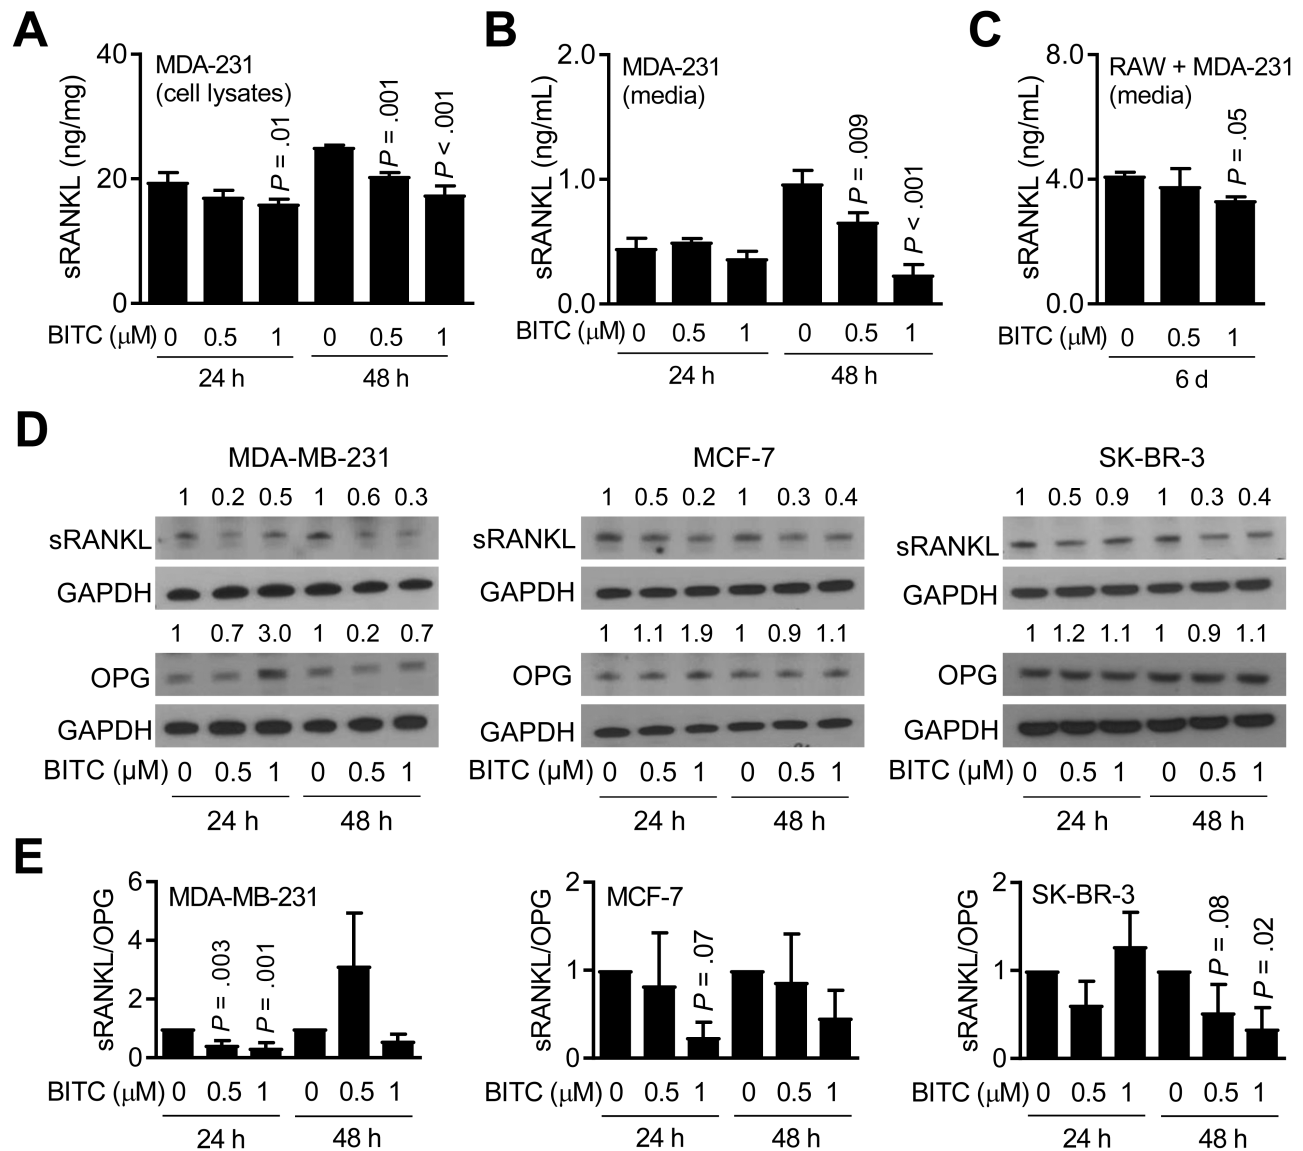 A
sRANKL (ng/mg)
40
20
0
MDA-231
(cell lysates)
P = .01
P = .001
P < .001
BITC (μM) 0 0.5 1 0 0.5 1
24 h 48 h
B
sRANKL (ng/mL)
2.0
1.0
0.0
MDA-231
(media)
P = .009
P < .001
BITC (μM) 0 0.5 1 0 0.5 1
24 h 48 h
C
sRANKL (ng/mL)
8.0
4.0
0.0
RAW + MDA-231
(media)
P = .05
BITC (μM) 0 0.5 1
6 d
D
MDA-MB-231
1 0.2 0.5 1 0.6 0.3
sRANKL
GAPDH
1 0.7 3.0 1 0.2 0.7
OPG
GAPDH
BITC (μM) 0 0.5 1 0 0.5 1
24 h 48 h
MCF-7
1 0.5 0.2 1 0.3 0.4
sRANKL
GAPDH
1 1.1 1.9 1 0.9 1.1
OPG
GAPDH
BITC (μM) 0 0.5 1 0 0.5 1
24 h 48 h
SK-BR-3
1 0.5 0.9 1 0.3 0.4
sRANKL
GAPDH
1 1.2 1.1 1 0.9 1.1
OPG
GAPDH
BITC (μM) 0 0.5 1 0 0.5 1
24 h 48 h
E
sRANKL/OPG
6
4
2
0
MDA-MB-231
P = .003
P = .001
BITC (μM) 0 0.5 1 0 0.5 1
24 h 48 h
sRANKL/OPG
2
1
0
MCF-7
P = .07
BITC (μM) 0 0.5 1 0 0.5 1
24 h 48 h
sRANKL/OPG
2
1
0
SK-BR-3
P = .08
P = .02
BITC (μM) 0 0.5 1 0 0.5 1
24 h 48 h